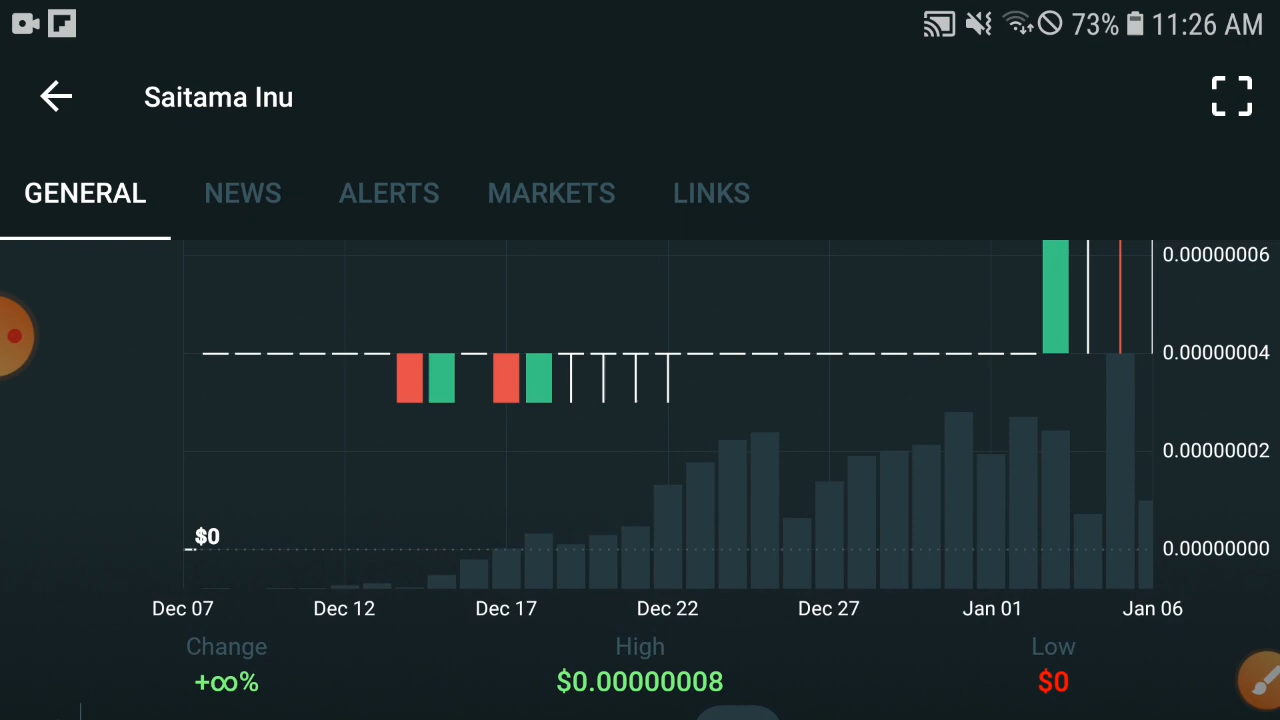 73% 11:26 AM
Saitama Inu
GENERAL NEWS ALERTS MARKETS LINKS
0.00000006
0.00000004
0.00000002
$0
0.00000000
Dec 07 Dec 12 Dec 17 Dec 22 Dec 27 Jan 01 Jan 06
Change High Low
+∞% $0.00000008 $0